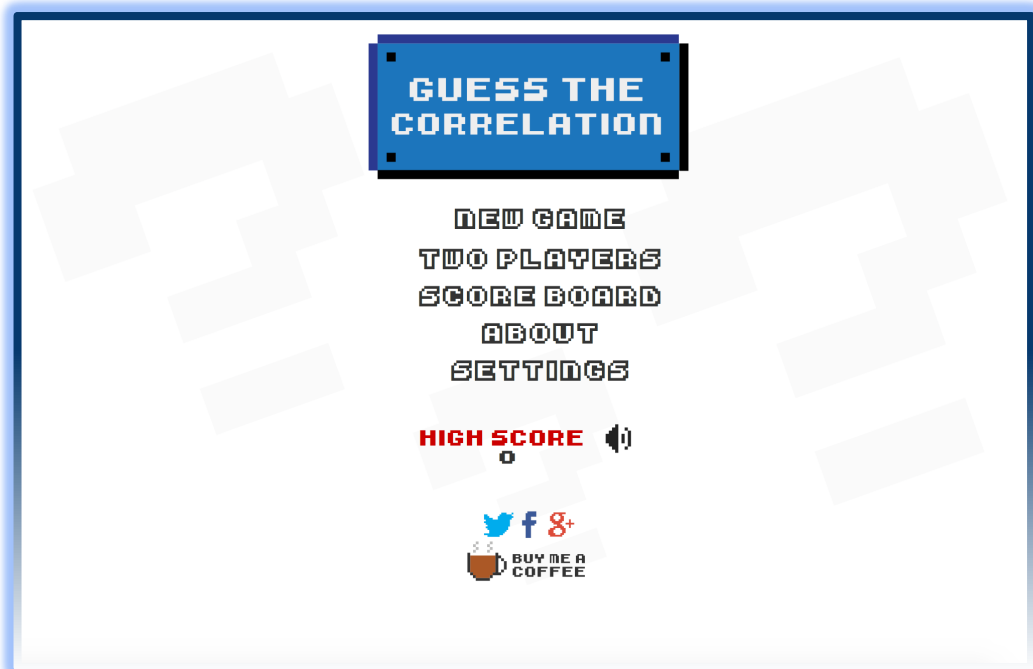 GUESS THE
CORRELATION
NEW GAME
TWO PLAYERS
SCORE BOARD
ABOUT
SETTINGS
HIGH SCORE
0
BUY ME A
COFFEE